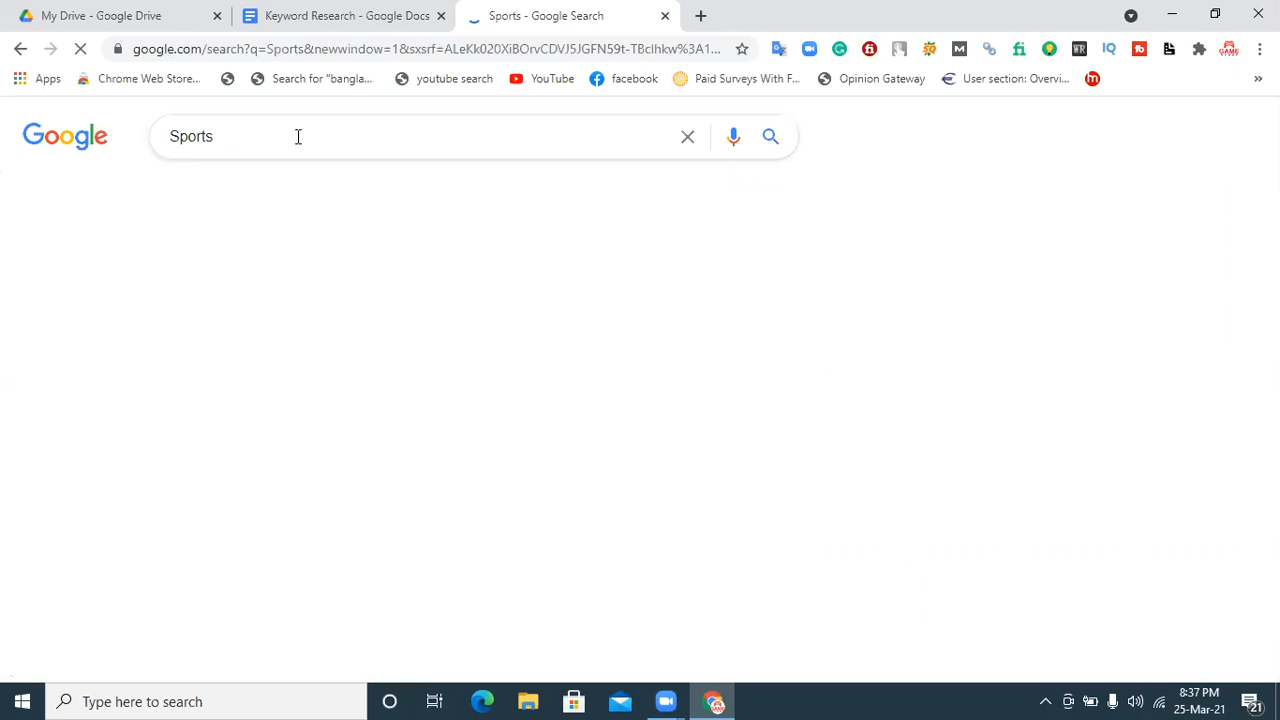 My Drive - Google Drive
Keyword Research - Google Docs
Sports - Google Search
google.com/search?q=Sports&newwindow=1&sxsrf=ALeKk020XiBOrvCDVJ5JGFN59t-TBcIhkw%3A1...
Apps
Chrome Web Store...
Search for "bangla...
youtube search
YouTube
facebook
Paid Surveys With F...
Opinion Gateway
User section: Overvi...
Google
Sports
Type here to search
8:37 PM
25-Mar-21
21